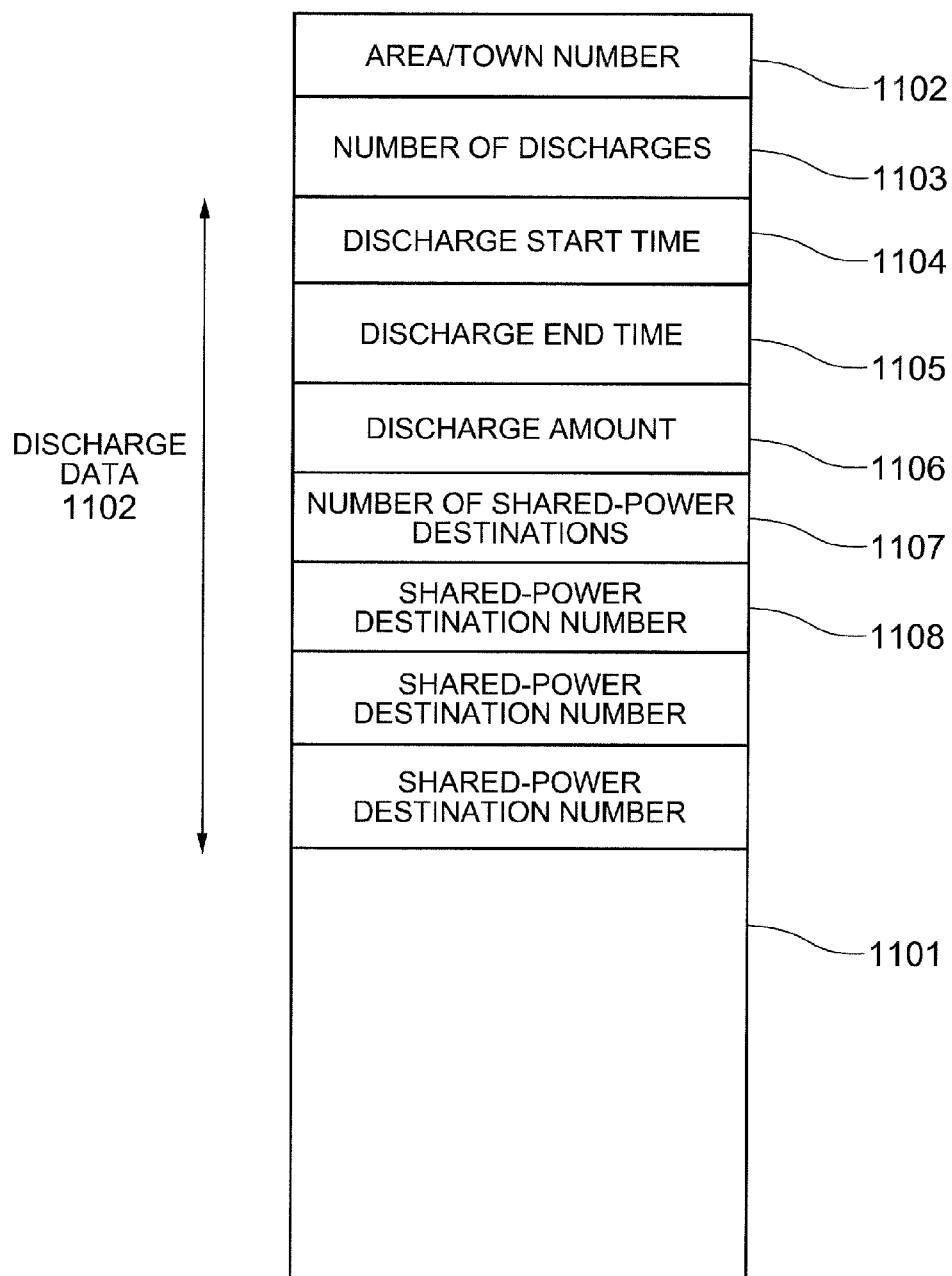 AREA/TOWN NUMBER
1102
NUMBER OF DISCHARGES
1103
DISCHARGE START TIME
1104
DISCHARGE END TIME
1105
DISCHARGE AMOUNT
1106
DISCHARGE
DATA
1102
NUMBER OF SHARED-POWER
DESTINATIONS
1107
SHARED-POWER
DESTINATION NUMBER
1108
SHARED-POWER
DESTINATION NUMBER
SHARED-POWER
DESTINATION NUMBER
1101